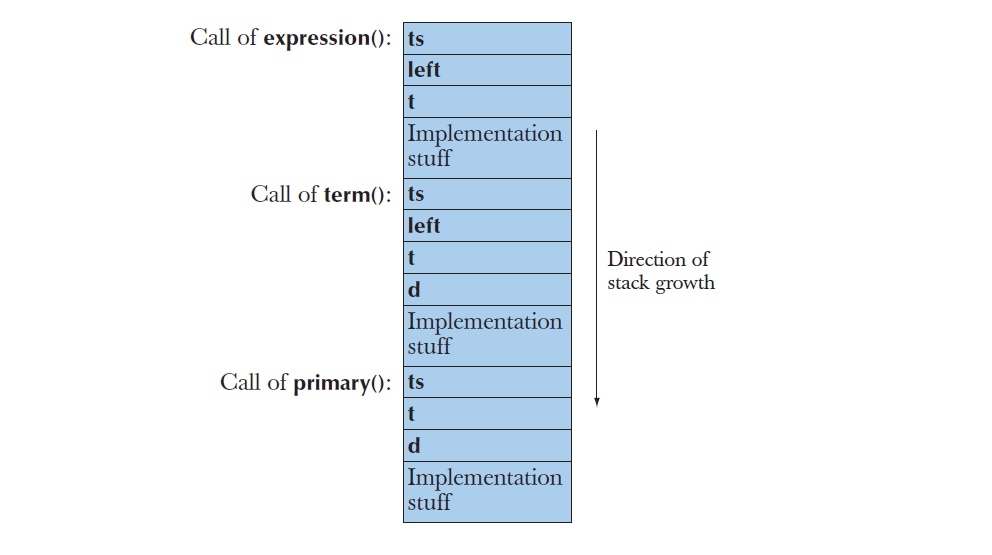 Call of expression(): ts
left
t
Implementation
stuff
Call of term(): ts
left
t
d
Implementation
stuff
Call of primary(): ts
t
d
Implementation
stuff
Direction of
stack growth